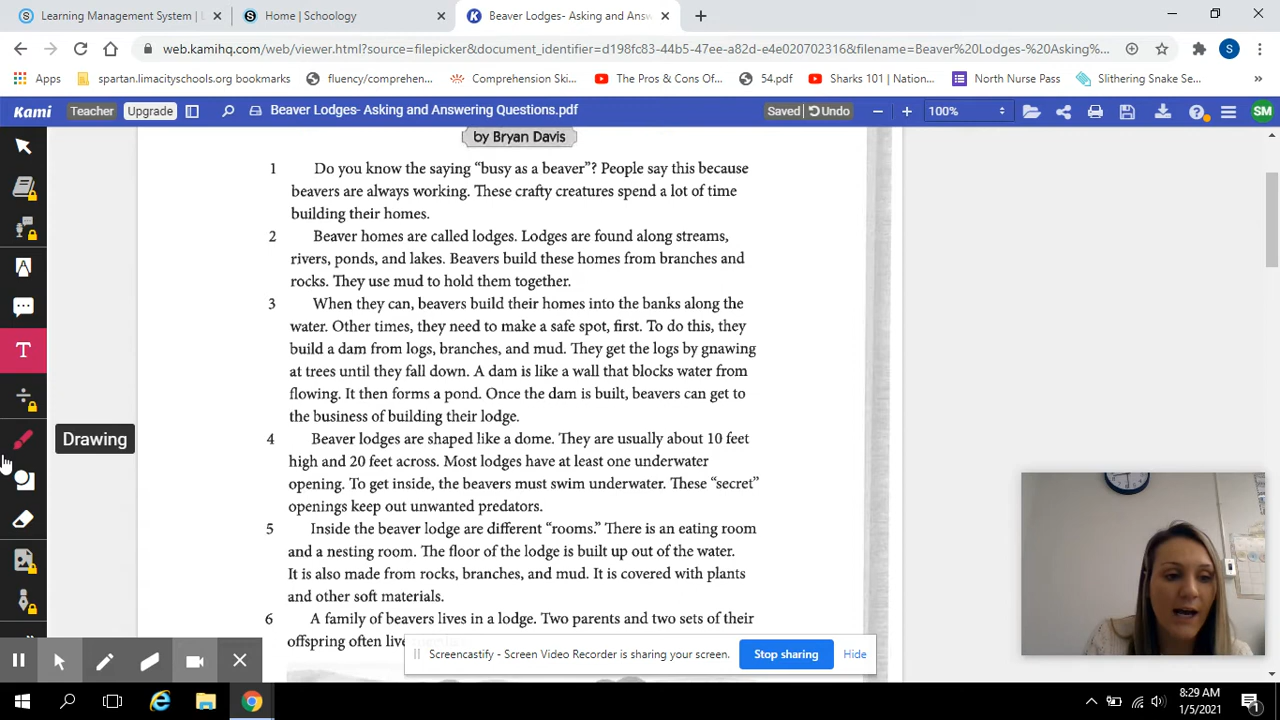 Learning Management System | L
Home | Schoology
Beaver Lodges- Asking and Answ
web.kamihq.com/web/viewer.html?source=filepicker&document_identifier=d198fc83-44b5-47ee-a82d-e4e020702316&filename=Beaver%20Lodges-%20Asking%...
S
Apps
spartan.limacityschools.org bookmarks
fluency/comprehen...
Comprehension Ski...
The Pros & Cons Of...
54.pdf
Sharks 101 | Nation...
North Nurse Pass
Slithering Snake Se...
»
Kami
Teacher
Upgrade
Beaver Lodges- Asking and Answering Questions.pdf
Saved
Undo
100%
SM
by Bryan Davis
1 Do you know the saying “busy as a beaver”? People say this because
beavers are always working. These crafty creatures spend a lot of time
building their homes.
2 Beaver homes are called lodges. Lodges are found along streams,
rivers, ponds, and lakes. Beavers build these homes from branches and
rocks. They use mud to hold them together.
3 When they can, beavers build their homes into the banks along the
water. Other times, they need to make a safe spot, first. To do this, they
build a dam from logs, branches, and mud. They get the logs by gnawing
at trees until they fall down. A dam is like a wall that blocks water from
flowing. It then forms a pond. Once the dam is built, beavers can get to
the business of building their lodge.
4 Beaver lodges are shaped like a dome. They are usually about 10 feet
high and 20 feet across. Most lodges have at least one underwater
opening. To get inside, the beavers must swim underwater. These “secret”
openings keep out unwanted predators.
5 Inside the beaver lodge are different “rooms.” There is an eating room
and a nesting room. The floor of the lodge is built up out of the water.
It is also made from rocks, branches, and mud. It is covered with plants
and other soft materials.
6 A family of beavers lives in a lodge. Two parents and two sets of their
offspring often live
T
Drawing
Screencastify - Screen Video Recorder is sharing your screen.
Stop sharing
Hide
8:29 AM
1/5/2021